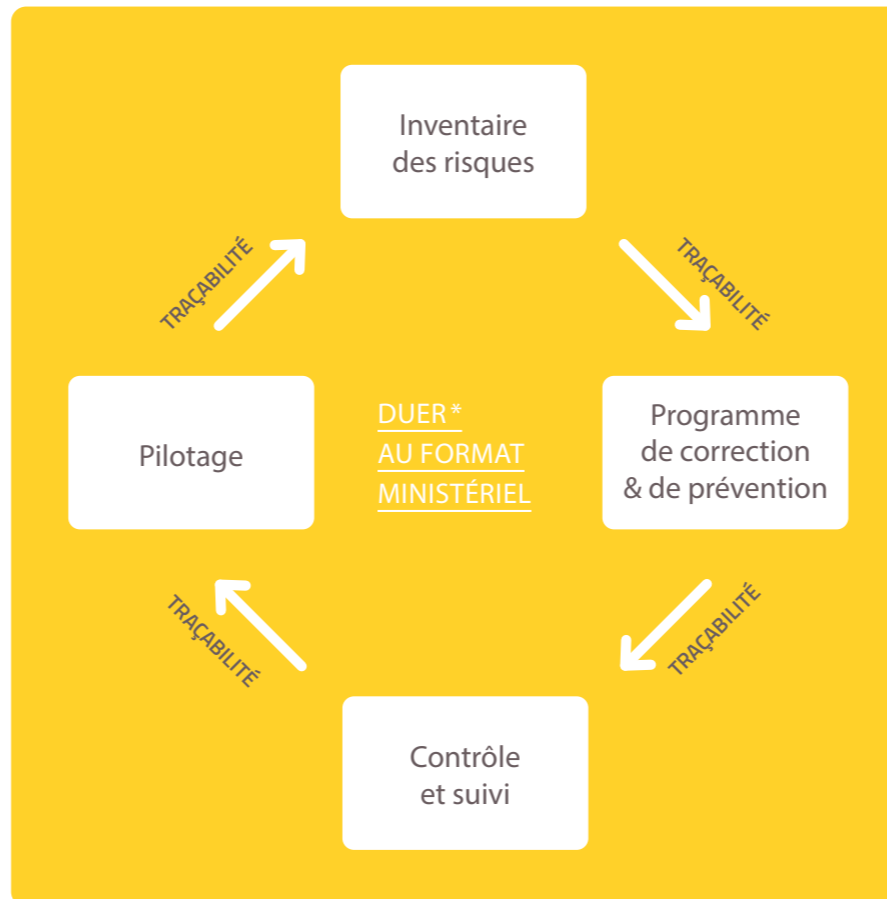 Inventaire
des risques
TRAÇABILITÉ
TRAÇABILITÉ
Pilotage
DUER *
AU FORMAT
MINISTÉRIEL
Programme
de correction
& de prévention
TRAÇABILITÉ
TRAÇABILITÉ
Contrôle
et suivi